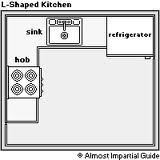 L-Shaped Kitchen
sink
refrigerator
hob
® Almost Impartial Guide